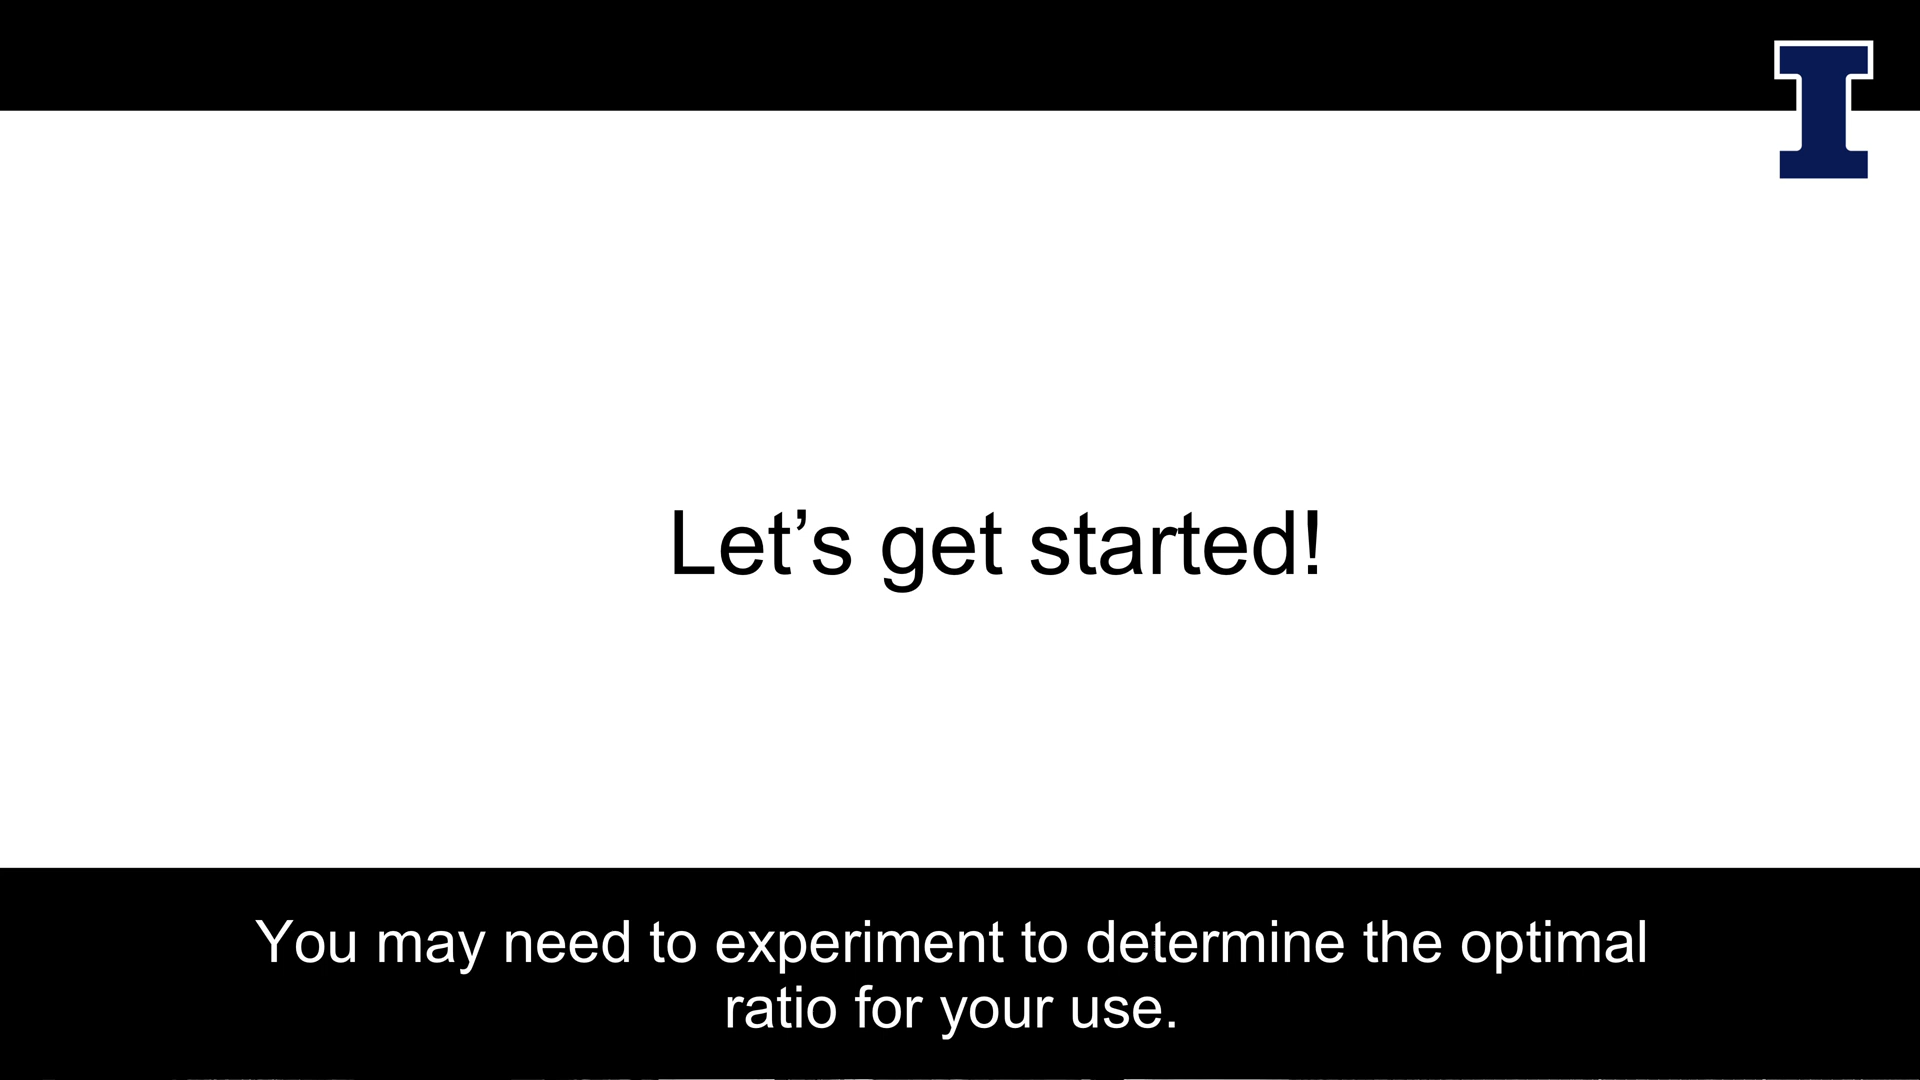 I
Let’s get started!
You may need to experiment to determine the optimal
ratio for your use.